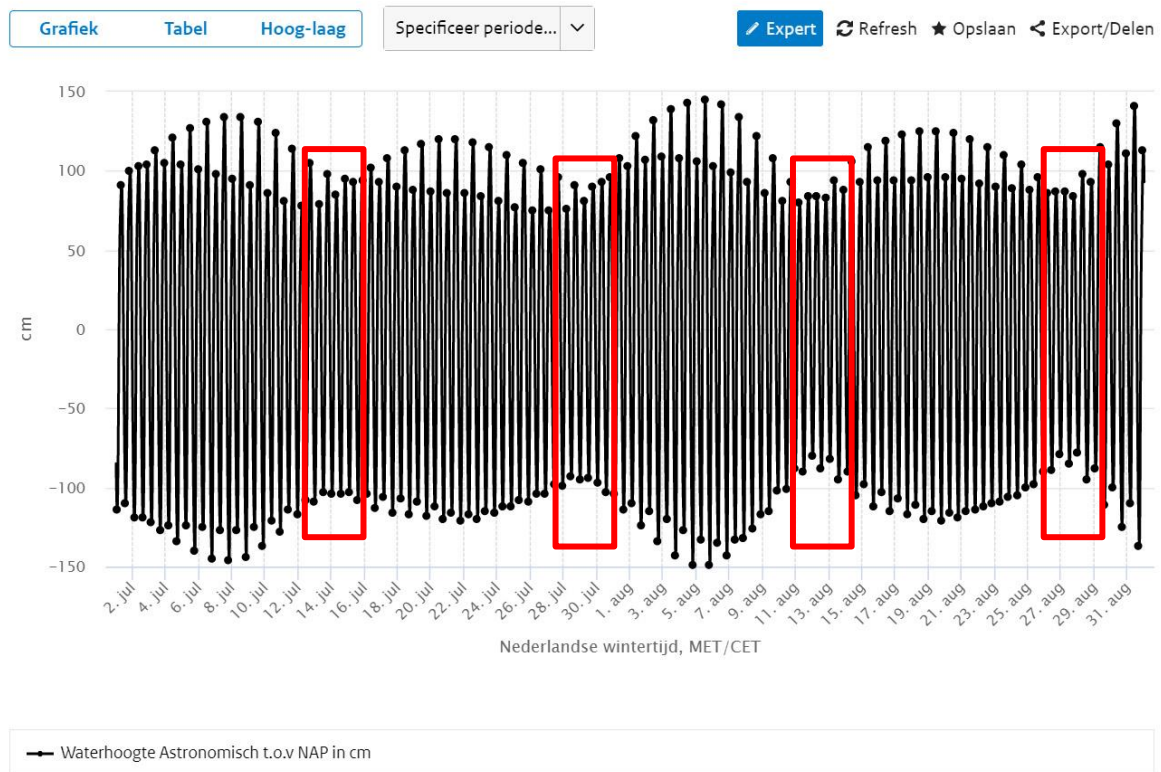 Grafiek Tabel Hoog-laag Specificeer periode... Expert Refresh Opslaan Export/Delen
150
100
50
0
-50
-100
-150
cm
2. jul 4. jul 6. jul 8. jul 10. jul 12. jul 14. jul 16. jul 18. jul 20. jul 22. jul 24. jul 26. jul 28. jul 30. jul 1. aug 3. aug 5. aug 7. aug 9. aug 11. aug 13. aug 15. aug 17. aug 19. aug 21. aug 23. aug 25. aug 27. aug 29. aug 31. aug
Nederlandse wintertijd, MET/CET
Waterhoogte Astronomisch t.o.v NAP in cm